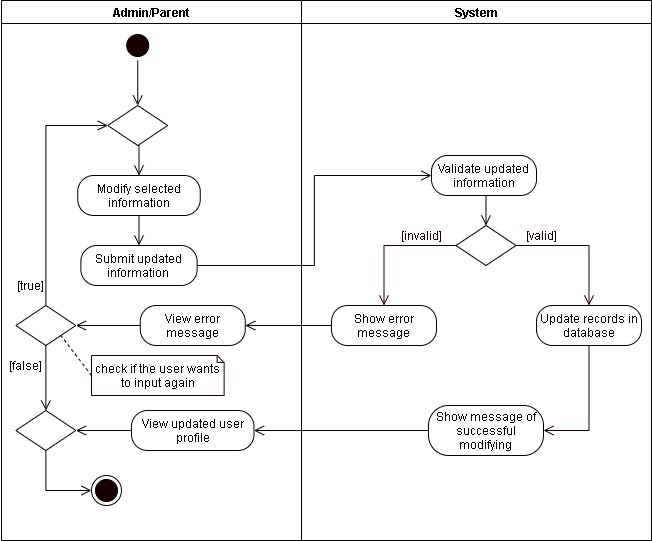 Admin/Parent
System
Modify selected
information
Submit updated
information
Validate updated
information
[invalid]
[valid]
[true]
View error
message
Show error
message
Update records in
database
[false]
check if the user wants
to input again
View updated user
profile
Show message of
successful
modifying